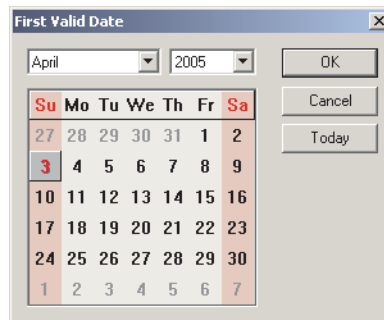 First Valid Date
April 2005 OK
Cancel
Today
Su Mo Tu We Th Fr Sa
27 28 29 30 31 1 2
3 4 5 6 7 8 9
10 11 12 13 14 15 16
17 18 19 20 21 22 23
24 25 26 27 28 29 30
1 2 3 4 5 6 7